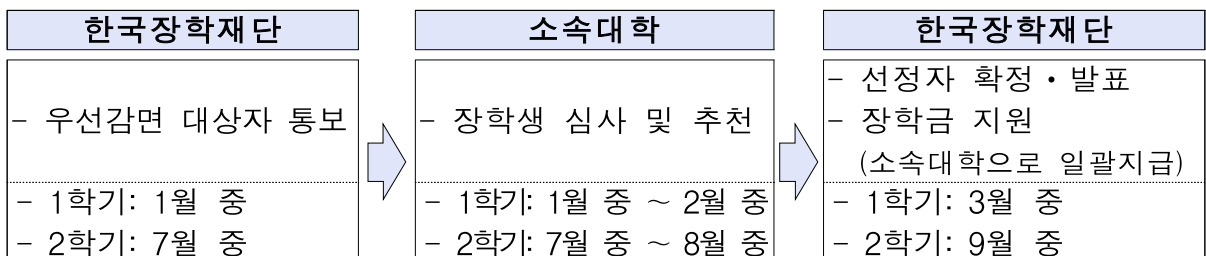 한국장학재단
- 우선감면 대상자 통보
- 1학기: 1월 중
- 2학기: 7월 중
소속대학
- 장학생 심사 및 추천
- 1학기: 1월 중 ~ 2월 중
- 2학기: 7월 중 ~ 8월 중
한국장학재단
- 선정자 확정・발표
- 장학금 지원
(소속대학으로 일괄지급)
- 1학기: 3월 중
- 2학기: 9월 중